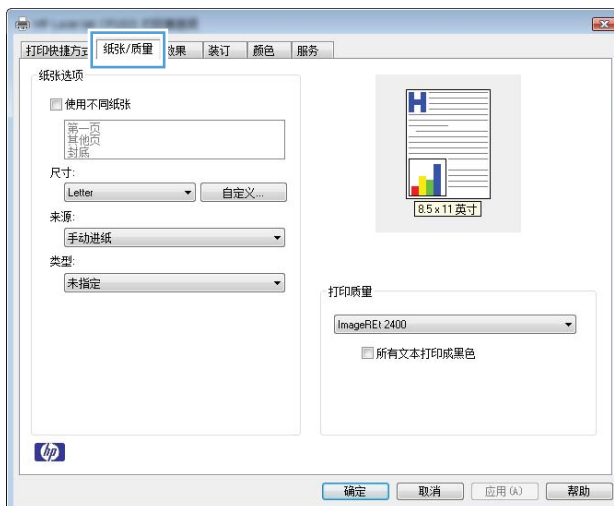 打印快捷方式 纸张/质量 效果 装订 颜色 服务
纸张选项
使用不同纸张
第一页
其他页
封底
尺寸:
Letter 自定义...
来源:
手动进纸
类型:
未指定
H
8.5 x 11 英寸
打印质量
ImageREt 2400
所有文本打印成黑色
hp
确定 取消 应用(A) 帮助